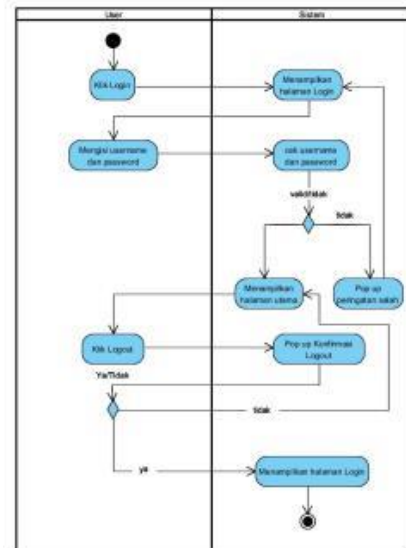 User
Sistem
Klik Login
Menampilkan
halaman Login
Mengisi username
dan password
cek username
dan password
valid/tidak
tidak
Menampilkan
halaman utama
Pop up
peringatan salah
Klik Logout
Pop up Konfirmasi
Logout
Ya/Tidak
tidak
ya
Menampilkan halaman Login